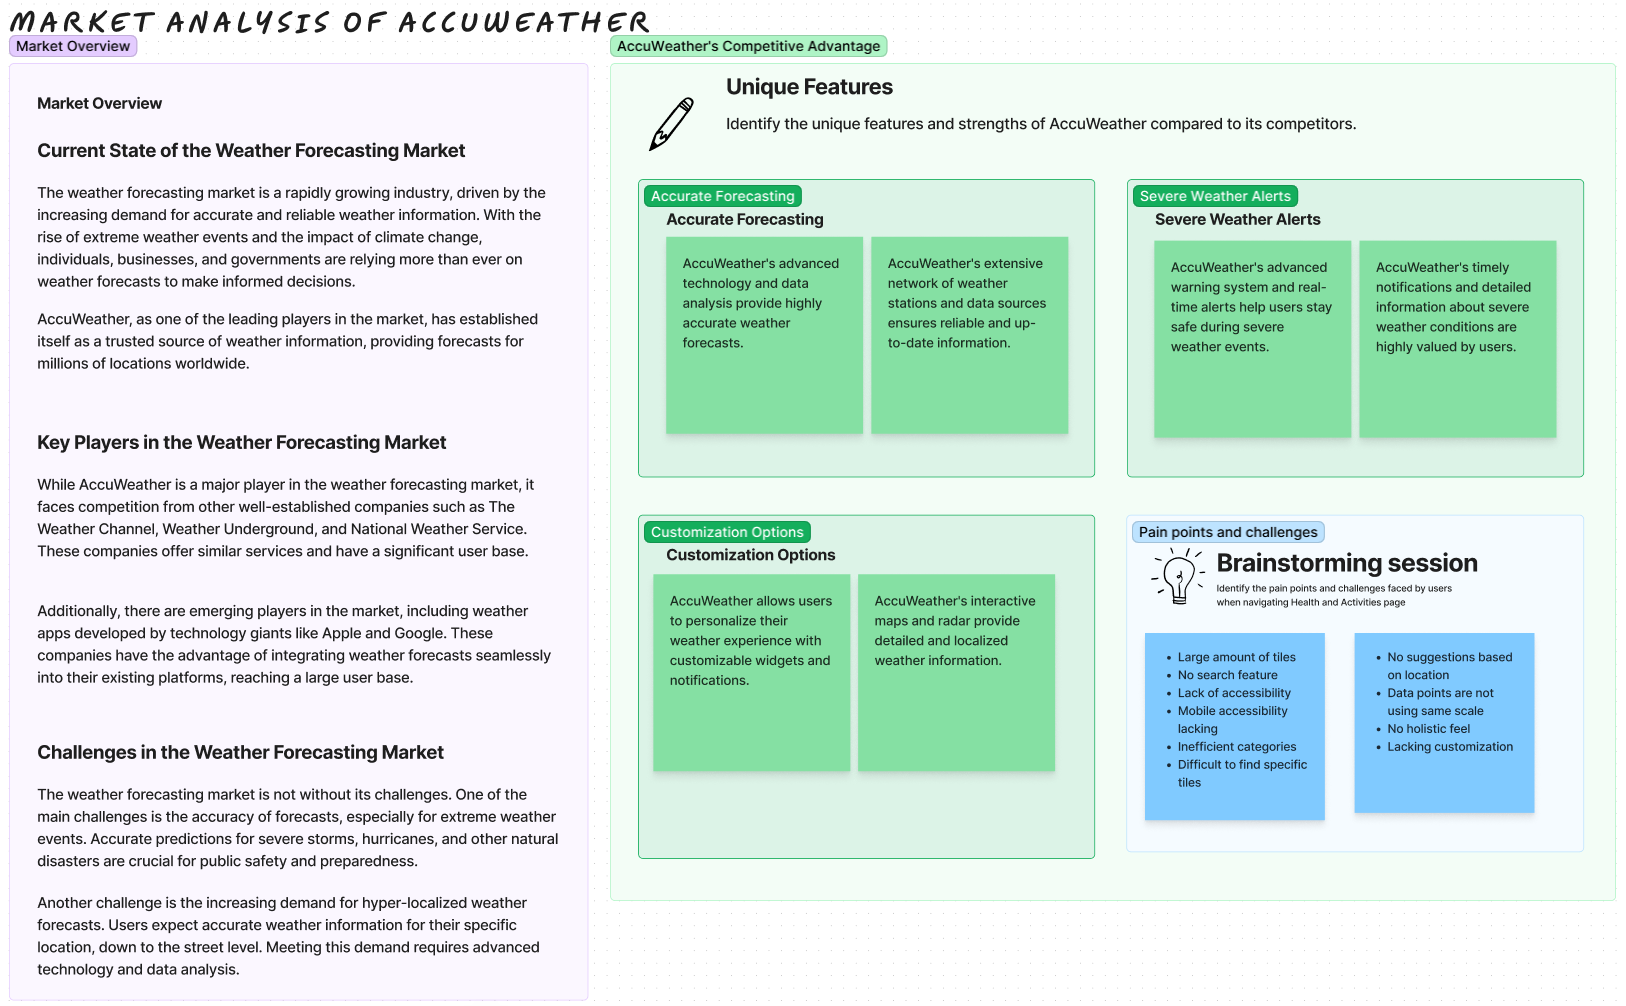 MARKET ANALYSIS OF ACCUWEATHER
Market Overview
Market Overview
Current State of the Weather Forecasting Market
The weather forecasting market is a rapidly growing industry, driven by the
increasing demand for accurate and reliable weather information. With the
rise of extreme weather events and the impact of climate change,
individuals, businesses, and governments are relying more than ever on
weather forecasts to make informed decisions.
AccuWeather, as one of the leading players in the market, has established
itself as a trusted source of weather information, providing forecasts for
millions of locations worldwide.
Key Players in the Weather Forecasting Market
While AccuWeather is a major player in the weather forecasting market, it
faces competition from other well-established companies such as The
Weather Channel, Weather Underground, and National Weather Service.
These companies offer similar services and have a significant user base.
Additionally, there are emerging players in the market, including weather
apps developed by technology giants like Apple and Google. These
companies have the advantage of integrating weather forecasts seamlessly
into their existing platforms, reaching a large user base.
Challenges in the Weather Forecasting Market
The weather forecasting market is not without its challenges. One of the
main challenges is the accuracy of forecasts, especially for extreme weather
events. Accurate predictions for severe storms, hurricanes, and other natural
disasters are crucial for public safety and preparedness.
Another challenge is the increasing demand for hyper-localized weather
forecasts. Users expect accurate weather information for their specific
location, down to the street level. Meeting this demand requires advanced
technology and data analysis.
AccuWeather's Competitive Advantage
Unique Features
Identify the unique features and strengths of AccuWeather compared to its competitors.
Accurate Forecasting
Accurate Forecasting
AccuWeather's advanced
technology and data
analysis provide highly
accurate weather
forecasts.
AccuWeather's extensive
network of weather
stations and data sources
ensures reliable and up-
to-date information.
Severe Weather Alerts
Severe Weather Alerts
AccuWeather's advanced
warning system and real-
time alerts help users stay
safe during severe
weather events.
AccuWeather's timely
notifications and detailed
information about severe
weather conditions are
highly valued by users.
Customization Options
Customization Options
AccuWeather allows users
to personalize their
weather experience with
customizable widgets and
notifications.
AccuWeather's interactive
maps and radar provide
detailed and localized
weather information.
Pain points and challenges
Brainstorming session
Identify the pain points and challenges faced by users
when navigating Health and Activities page
• Large amount of tiles
• No search feature
• Lack of accessibility
• Mobile accessibility
lacking
• Inefficient categories
• Difficult to find specific
tiles
• No suggestions based
on location
• Data points are not
using same scale
• No holistic feel
• Lacking customization